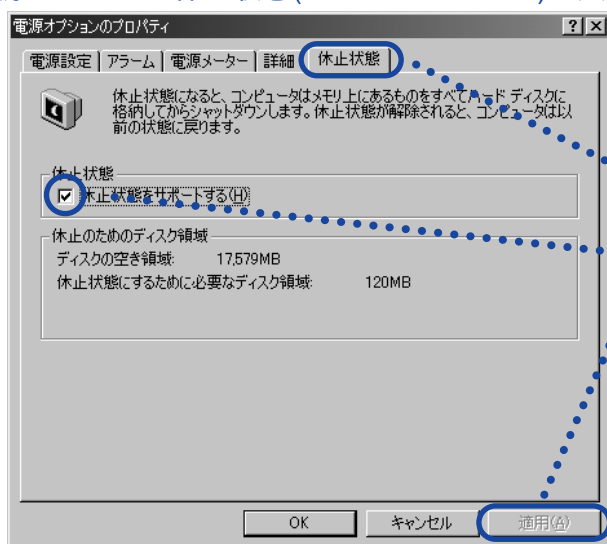 電源オプションのプロパティ
電源設定 アラーム 電源メーター 詳細 休止状態
休止状態になると、コンピュータはメモリ上にあるものをすべてハード ディスクに
格納してからシャットダウンします。休止状態が解除されると、コンピュータは以
前の状態に戻ります。
休止状態
休止状態をサポートする(H)
休止のためのディスク領域
ディスクの空き領域: 17,579MB
休止状態にするために必要なディスク領域: 120MB
OK キャンセル 適用(A)